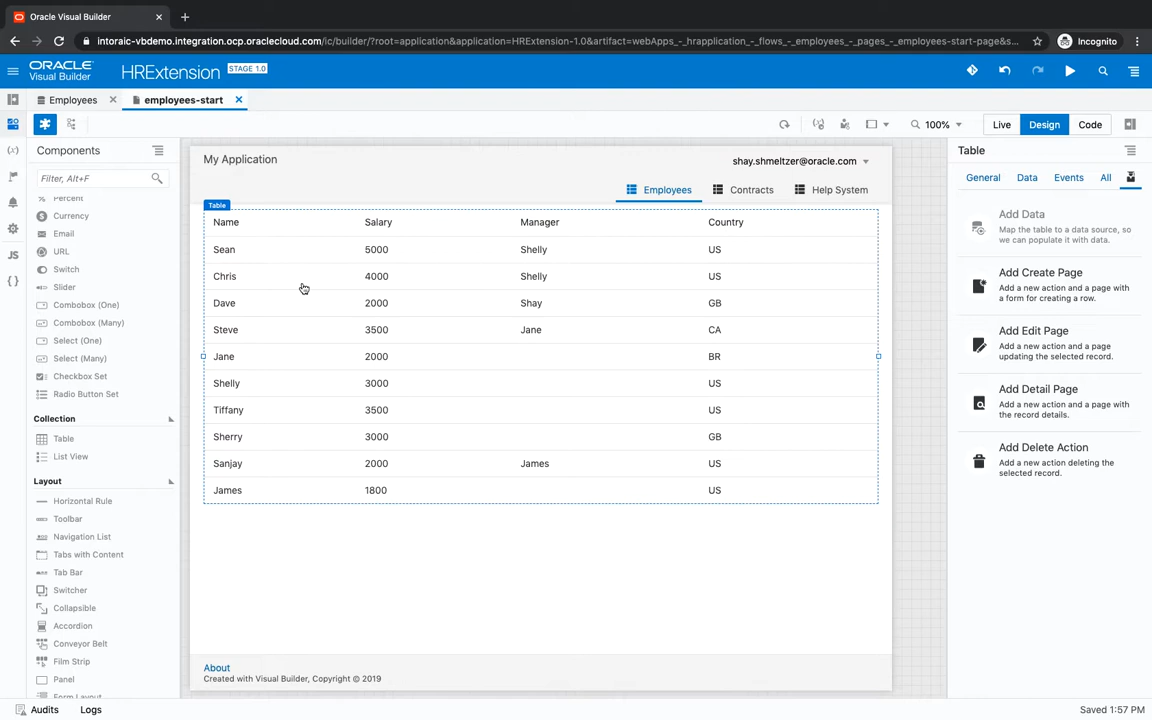 Oracle Visual Builder
intoraic-vbdemo.integration.ocp.oraclecloud.com/ic/builder/?root=application&application=HRExtension-1.0&artifact=webApps_-_hrapplication_-_flows_-_employees_-_pages_-_employees-start-page&s...
Incognito
ORACLE
Visual Builder
HRExtension
STAGE 1.0
Employees
employees-start
100%
Live
Design
Code
Components
Filter, Alt+F
Percent
Currency
Email
URL
Switch
Slider
Combobox (One)
Combobox (Many)
Select (One)
Select (Many)
Checkbox Set
Radio Button Set
Collection
Table
List View
Layout
Horizontal Rule
Toolbar
Navigation List
Tabs with Content
Tab Bar
Switcher
Collapsible
Accordion
Conveyor Belt
Film Strip
Panel
Form Layout
My Application
shay.shmeltzer@oracle.com
Employees Contracts Help System
Table
Name Salary Manager Country
Sean 5000 Shelly US
Chris 4000 Shelly US
Dave 2000 Shay GB
Steve 3500 Jane CA
Jane 2000 BR
Shelly 3000 US
Tiffany 3500 US
Sherry 3000 GB
Sanjay 2000 James US
James 1800 US
About
Created with Visual Builder, Copyright © 2019
Table
General Data Events All
Add Data
Map the table to a data source, so
we can populate it with data.
Add Create Page
Add a new action and a page with
a form for creating a row.
Add Edit Page
Add a new action and a page
updating the selected record.
Add Detail Page
Add a new action and a page with
the record details.
Add Delete Action
Add a new action deleting the
selected record.
(x)
JS
{ }
Audits
Logs
Saved 1:57 PM